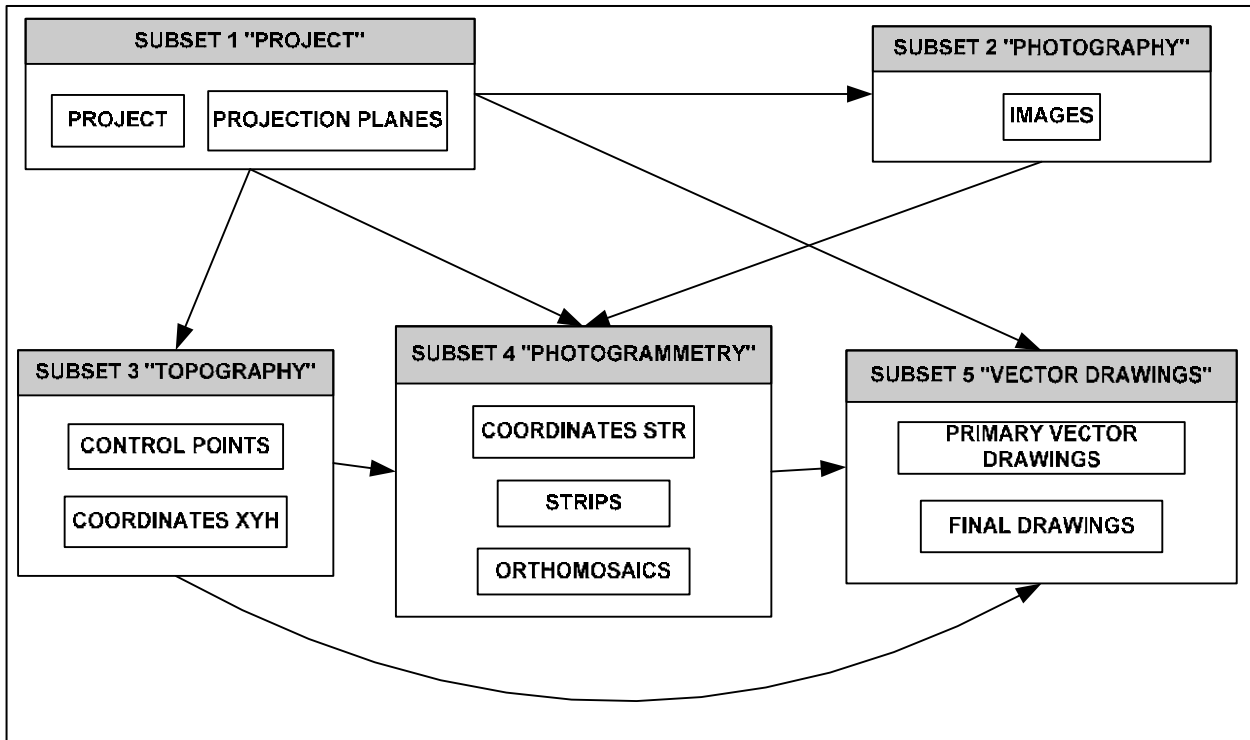 SUBSET 1 "PROJECT"
PROJECT
PROJECTION PLANES
SUBSET 2 "PHOTOGRAPHY"
IMAGES
SUBSET 3 "TOPOGRAPHY"
CONTROL POINTS
COORDINATES XYH
SUBSET 4 "PHOTOGRAMMETRY"
COORDINATES STR
STRIPS
ORTHOMOSAICS
SUBSET 5 "VECTOR DRAWINGS"
PRIMARY VECTOR
DRAWINGS
FINAL DRAWINGS